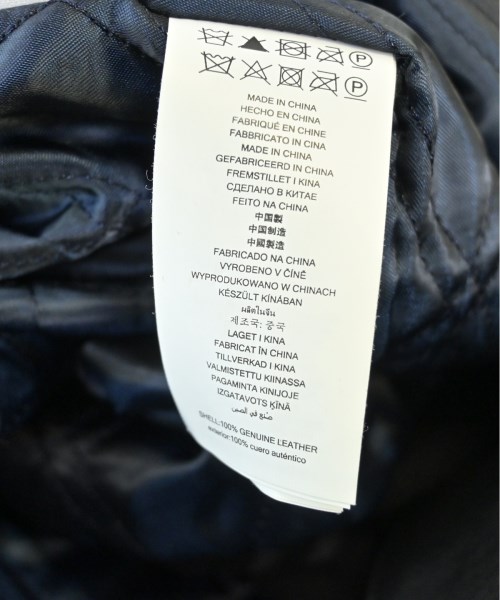 P
P
MADE IN CHINA
HECHO EN CHINA
FABRIQUÉ EN CHINE
FABBRICATO IN CINA
MADE IN CHINA
GEFABRICEERD IN CHINA
FREMSTILLET I KINA
СДЕЛАНО В КИТАЕ
FEITO NA CHINA
中国製
中国制造
中國製造
FABRICADO NA CHINA
VYROBENO V ČÍNĚ
WYPRODUKOWANO W CHINACH
KÉSZÜLT KÍNÁBAN
ผลิตในจีน
제조국: 중국
LAGET I KINA
FABRICAT ÎN CHINA
TILLVERKAD I KINA
VALMISTETTU KIINASSA
PAGAMINTA KINIJOJE
IZGATAVOTS ĶĪNĀ
صنع في الصين
SHELL:100% GENUINE LEATHER
exterior:100% cuero auténtico